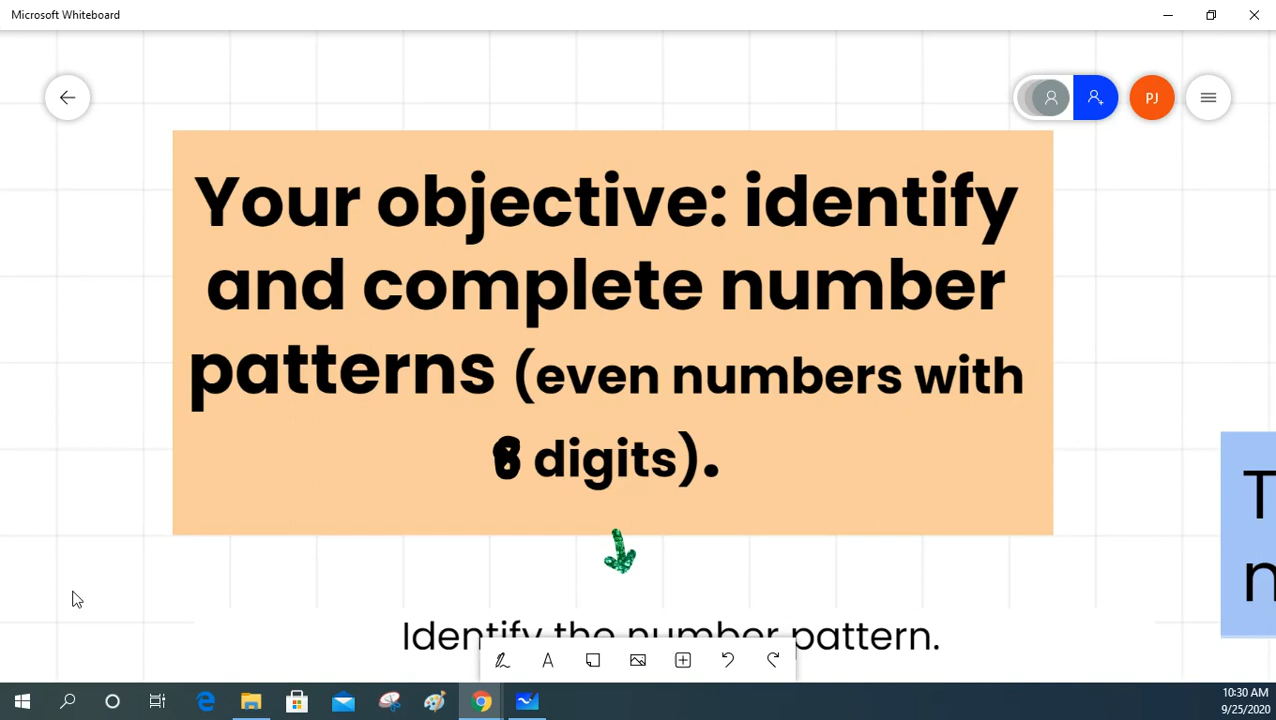 Microsoft Whiteboard
PJ
Your objective: identify
and complete number
patterns (even numbers with
digits).
Identify the number pattern.
T
n
10:30 AM
9/25/2020